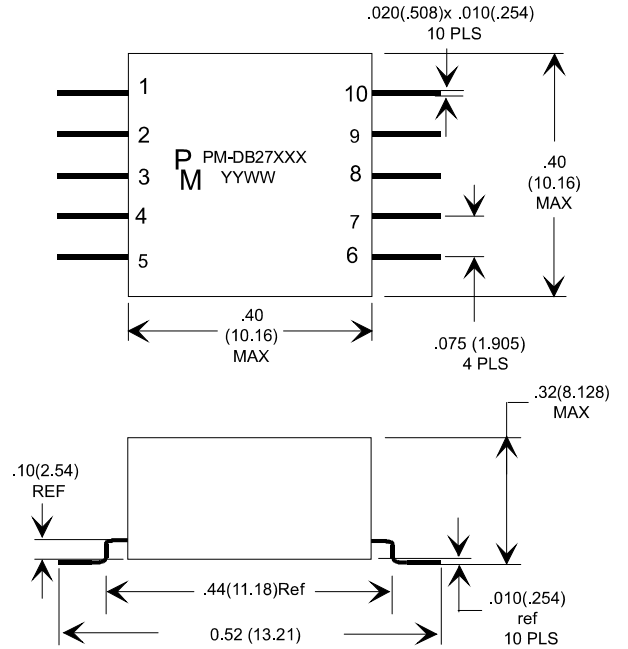 .020(.508)x .010(.254)
10 PLS
1
2
3
4
5
10
9
8
7
6
PM
PM-DB27XXX
YYWW
.40
(10.16)
MAX
.40
(10.16)
MAX
.075 (1.905)
4 PLS
.32(8.128)
MAX
.10(2.54)
REF
.44(11.18)Ref
0.52 (13.21)
.010(.254)
ref
10 PLS